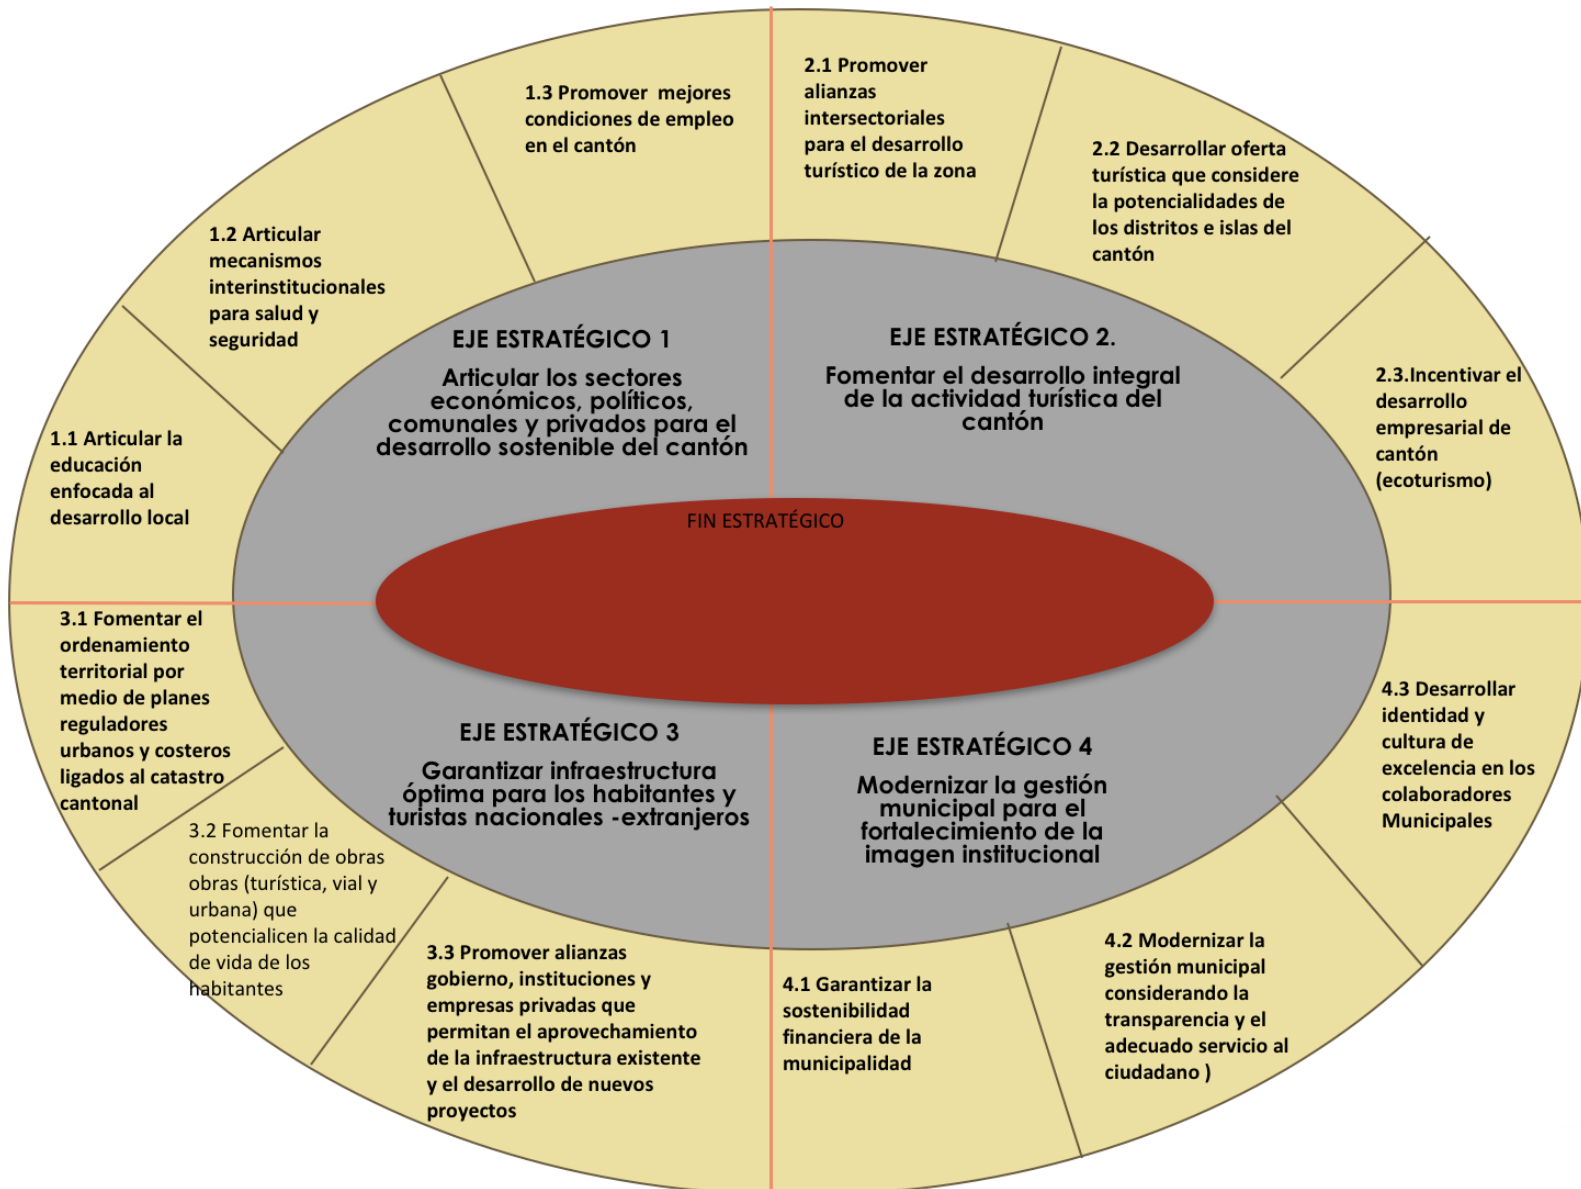 1.3 Promover  mejores
condiciones de empleo
en el cantón
2.1 Promover
alianzas
intersectoriales
para el desarrollo
turístico de la zona
2.2 Desarrollar oferta
turística que considere
la potencialidades de
los distritos e islas del
cantón
1.2 Articular
mecanismos
interinstitucionales
para salud y
seguridad
EJE ESTRATÉGICO 1
Articular los sectores
económicos, políticos,
comunales y privados para el
desarrollo sostenible del cantón
EJE ESTRATÉGICO 2.
Fomentar el desarrollo integral
de la actividad turística del
cantón
2.3.Incentivar el
desarrollo
empresarial de
cantón
(ecoturismo)
1.1 Articular la
educación
enfocada al
desarrollo local
FIN ESTRATÉGICO
3.1 Fomentar el
ordenamiento
territorial por
medio de planes
reguladores
urbanos y costeros
ligados al catastro
cantonal
EJE ESTRATÉGICO 3
Garantizar infraestructura
óptima para los habitantes y
turistas nacionales -extranjeros
EJE ESTRATÉGICO 4
Modernizar la gestión
municipal para el
fortalecimiento de la
imagen institucional
4.3 Desarrollar
identidad y
cultura de
excelencia en los
colaboradores
Municipales
3.2 Fomentar la
construcción de obras
obras (turística, vial y
urbana) que
potencialicen la calidad
de vida de los
habitantes
3.3 Promover alianzas
gobierno, instituciones y
empresas privadas que
permitan el aprovechamiento
de la infraestructura existente
y el desarrollo de nuevos
proyectos
4.1 Garantizar la
sostenibilidad
financiera de la
municipalidad
4.2 Modernizar la
gestión municipal
considerando la
transparencia y el
adecuado servicio al
ciudadano )